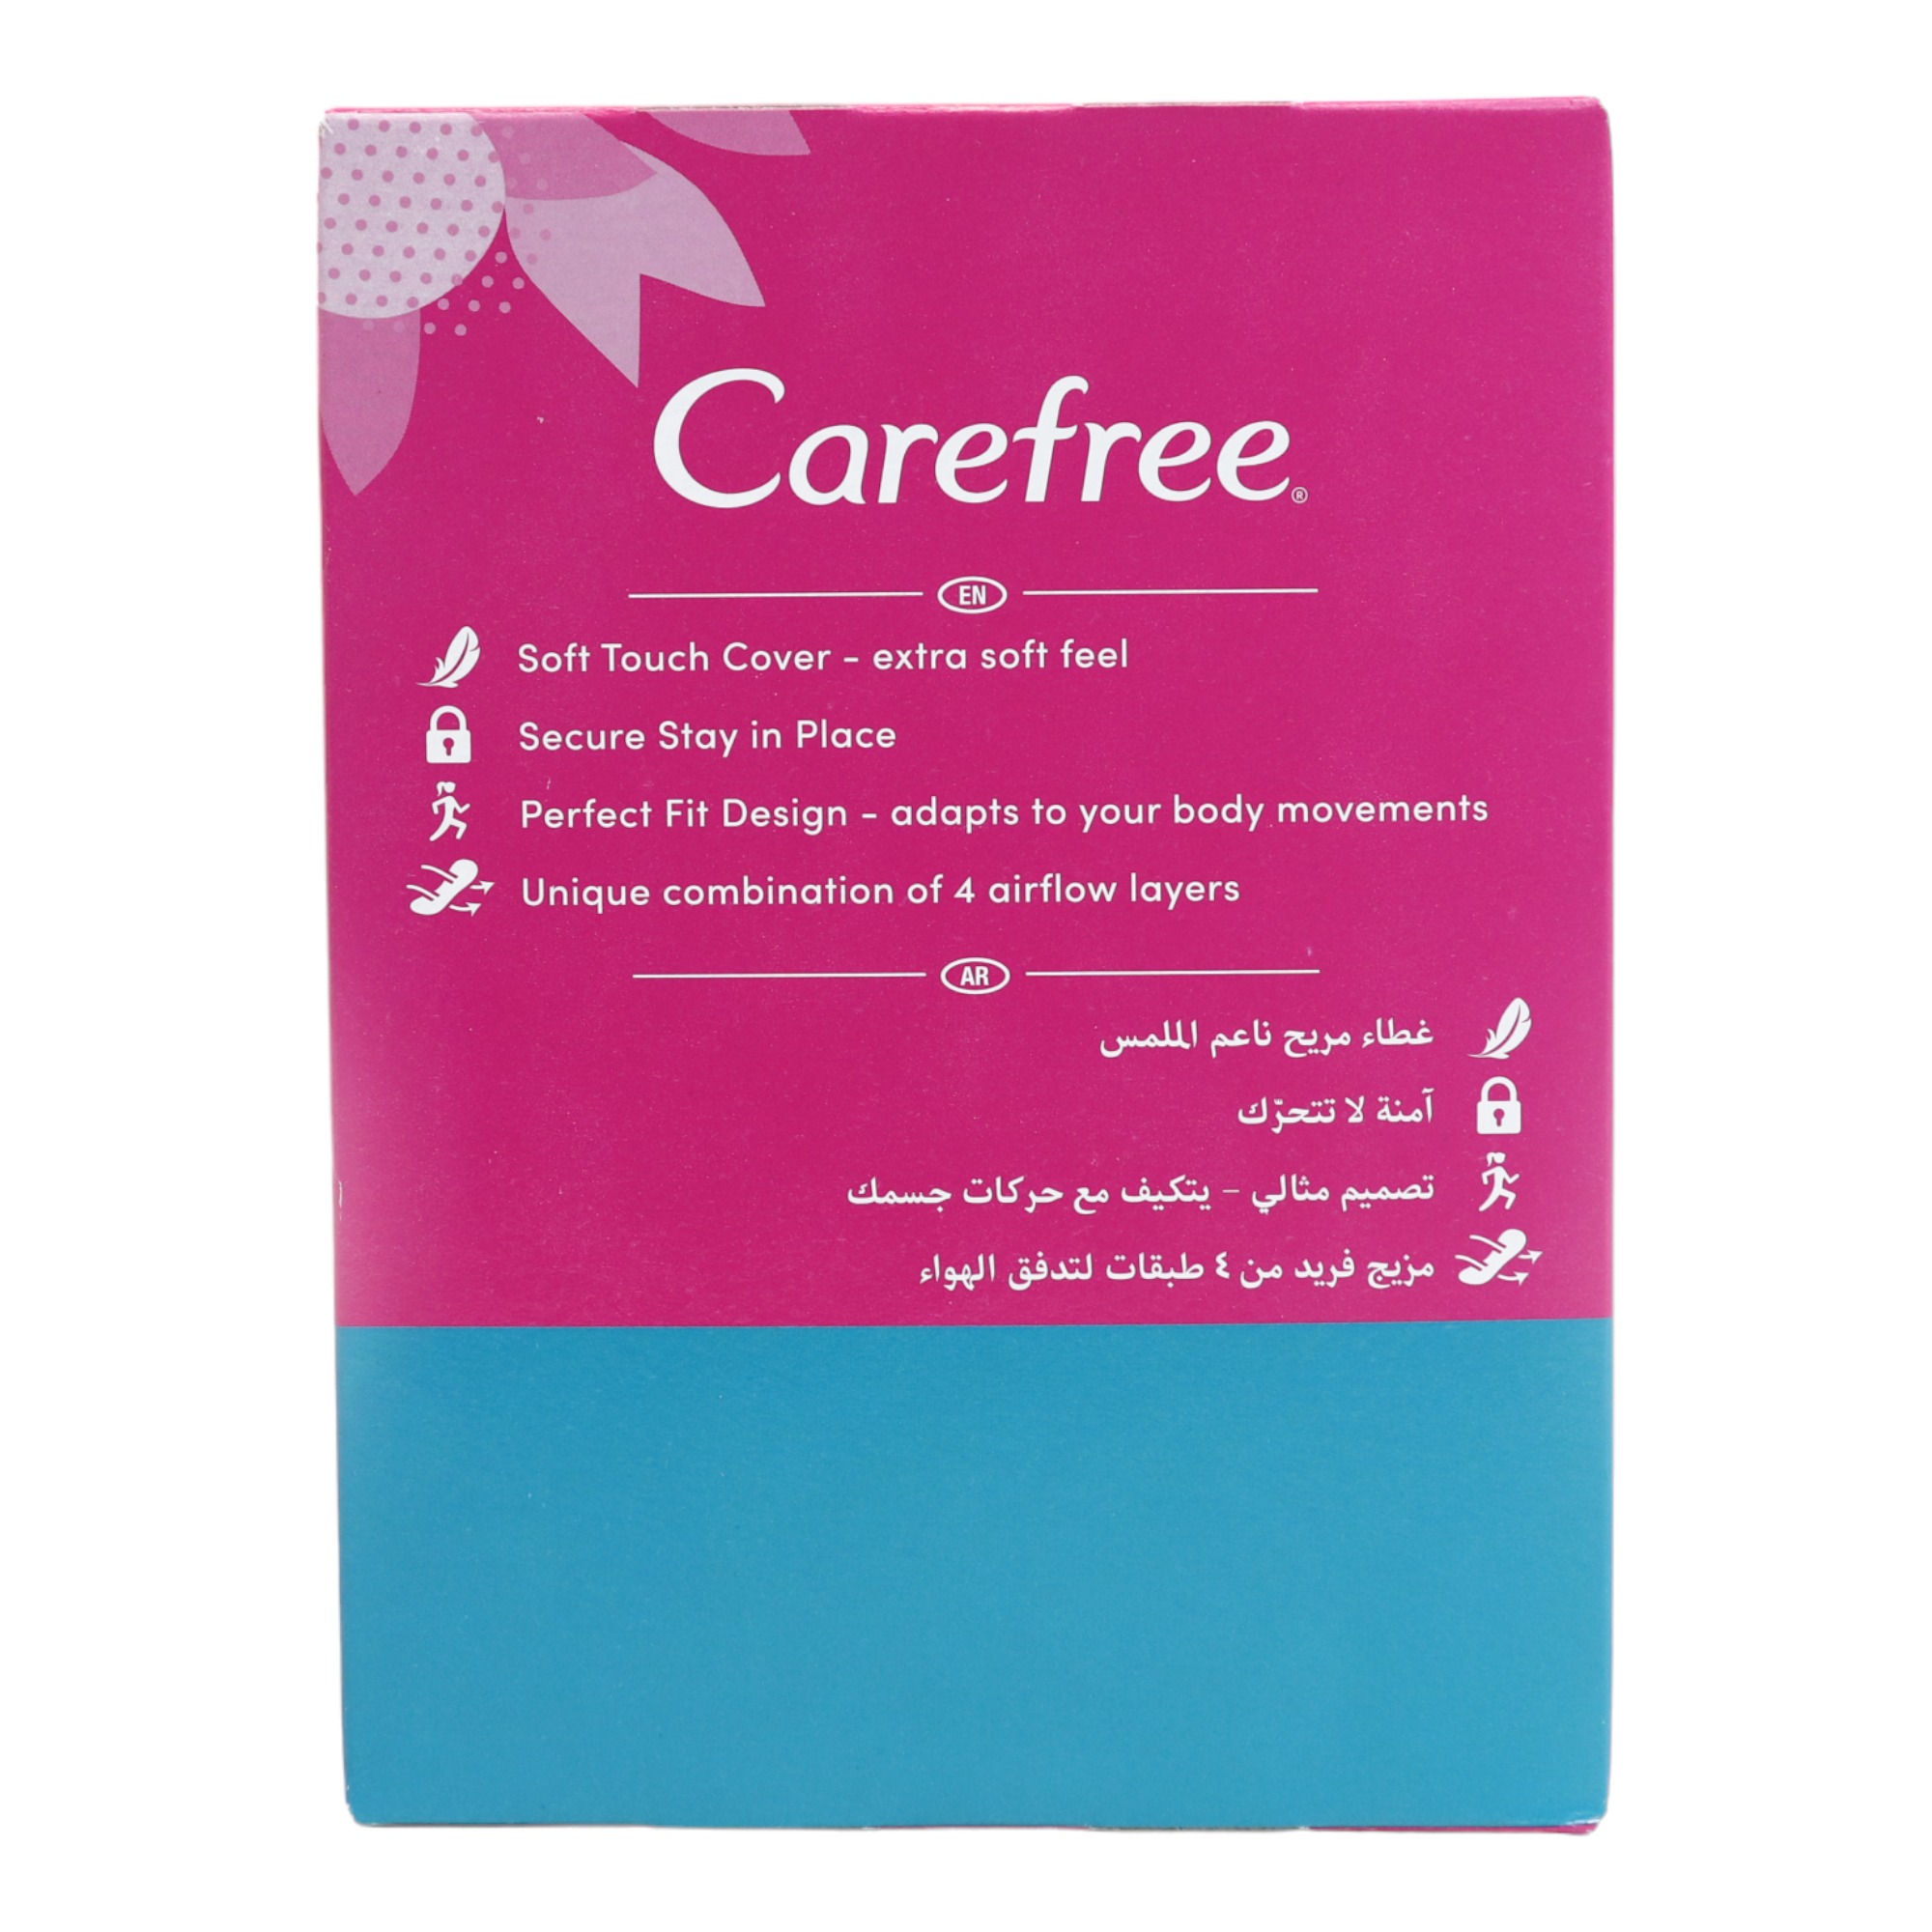 Carefree®
EN
Soft Touch Cover - extra soft feel
Secure Stay in Place
Perfect Fit Design - adapts to your body movements
Unique combination of 4 airflow layers
AR
غطاء مريح ناعم الملمس
آمنة لا تتحرّك
تصميم مثالي – يتكيف مع حركات جسمك
مزيج فريد من ٤ طبقات لتدفق الهواء